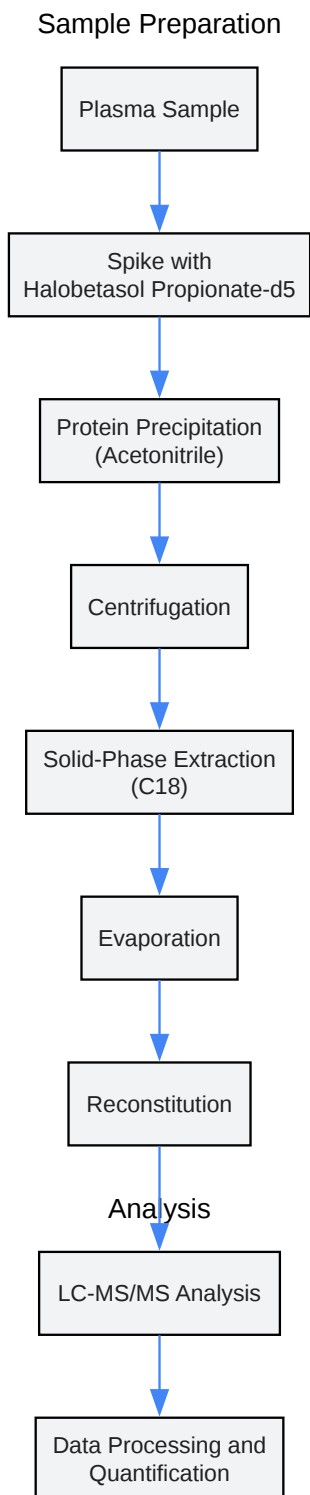 Sample Preparation
Plasma Sample
Spike with
Halobetasol Propionate-d5
Protein Precipitation
(Acetonitrile)
Centrifugation
Solid-Phase Extraction
(C18)
Evaporation
Reconstitution
Analysis
LC-MS/MS Analysis
Data Processing and
Quantification